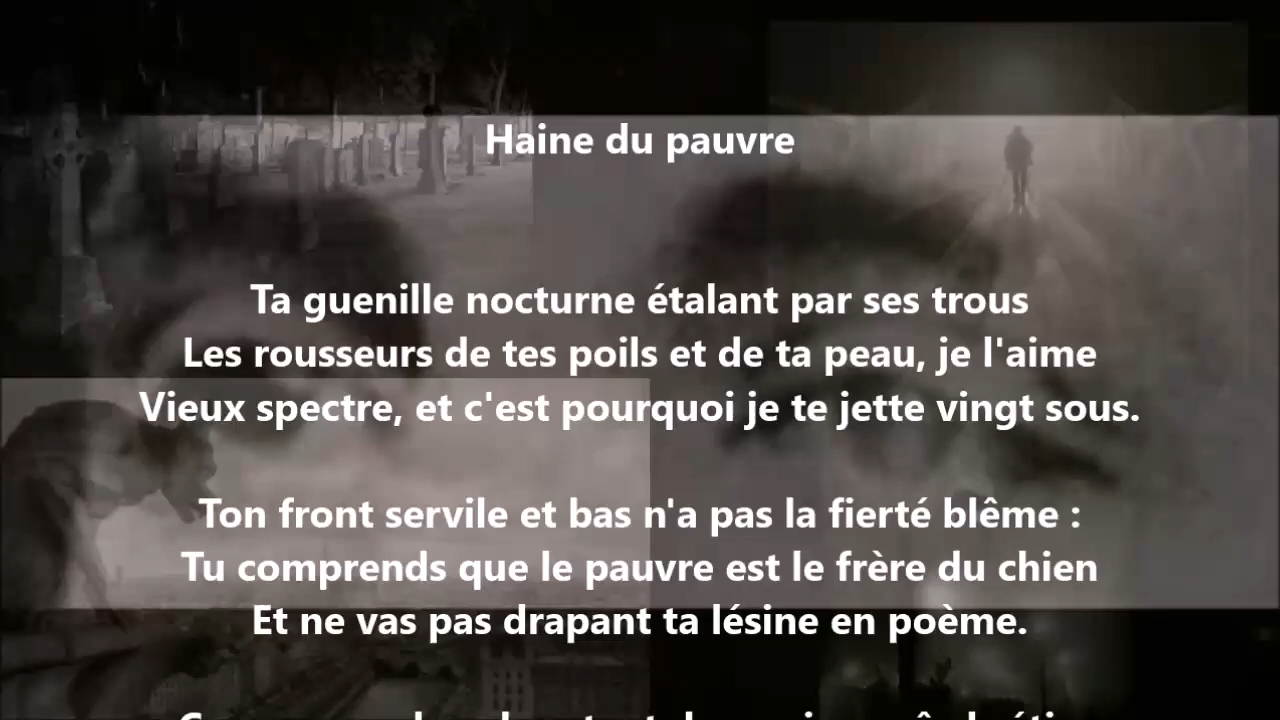 Haine du pauvre
Ta guenille nocturne étalant par ses trous
Les rousseurs de tes poils et de ta peau, je l'aime
Vieux spectre, et c'est pourquoi je te jette vingt sous.
Ton front servile et bas n'a pas la fierté blême :
Tu comprends que le pauvre est le frère du chien
Et ne vas pas drapant ta lésine en poème.